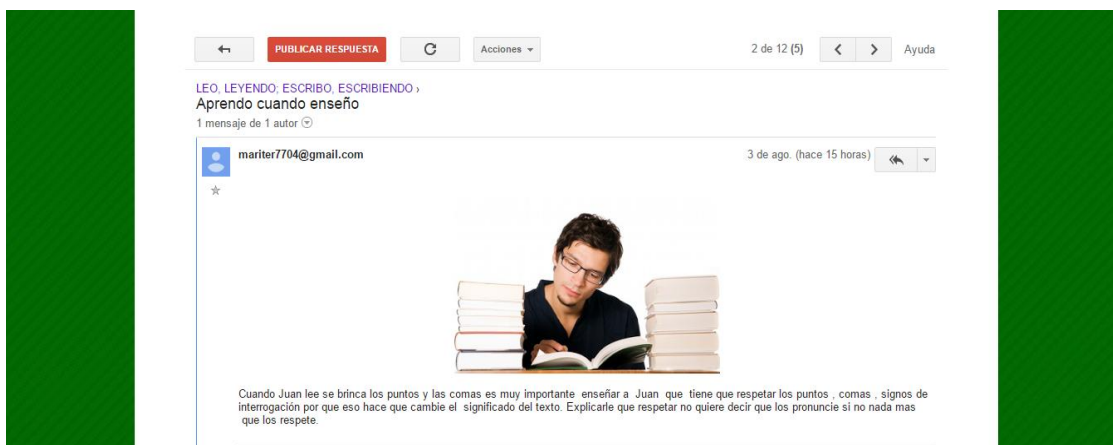 PUBLICAR RESPUESTA
Acciones
2 de 12 (5)
Ayuda
LEO, LEYENDO; ESCRIBO, ESCRIBIENDO ›
Aprendo cuando enseño
1 mensaje de 1 autor
mariter7704@gmail.com
3 de ago. (hace 15 horas)
Cuando Juan lee se brinca los puntos y las comas es muy importante enseñar a Juan que tiene que respetar los puntos , comas , signos de
interrogación por que eso hace que cambie el significado del texto. Explicarle que respetar no quiere decir que los pronuncie si no nada mas
que los respete.